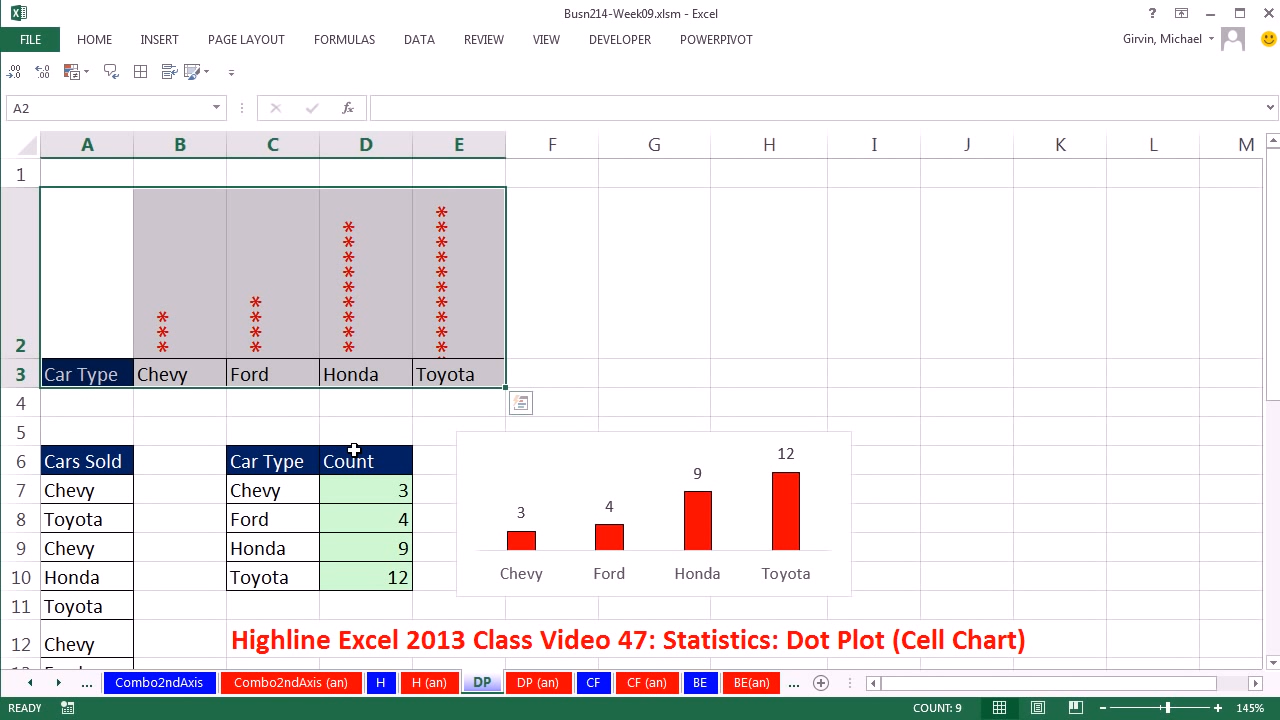 Busn214-Week09.xlsm - Excel
?
FILE HOME INSERT PAGE LAYOUT FORMULAS DATA REVIEW VIEW DEVELOPER POWERPIVOT Girvin, Michael
A2 fx
A B C D E F G H I J K L M
1
* * * * * * * * * * * * * * * * * * * * * * * * * *
2
3 Car Type Chevy Ford Honda Toyota
4
5
6 Cars Sold Car Type Count
7 Chevy Chevy 3
8 Toyota Ford 4
9 Chevy Honda 9
10 Honda Toyota 12
11 Toyota
12 Chevy
3 4 9 12
Chevy Ford Honda Toyota
Highline Excel 2013 Class Video 47: Statistics: Dot Plot (Cell Chart)
... Combo2ndAxis Combo2ndAxis (an) H H (an) DP DP (an) CF CF (an) BE BE(an) ...
READY COUNT: 9 145%